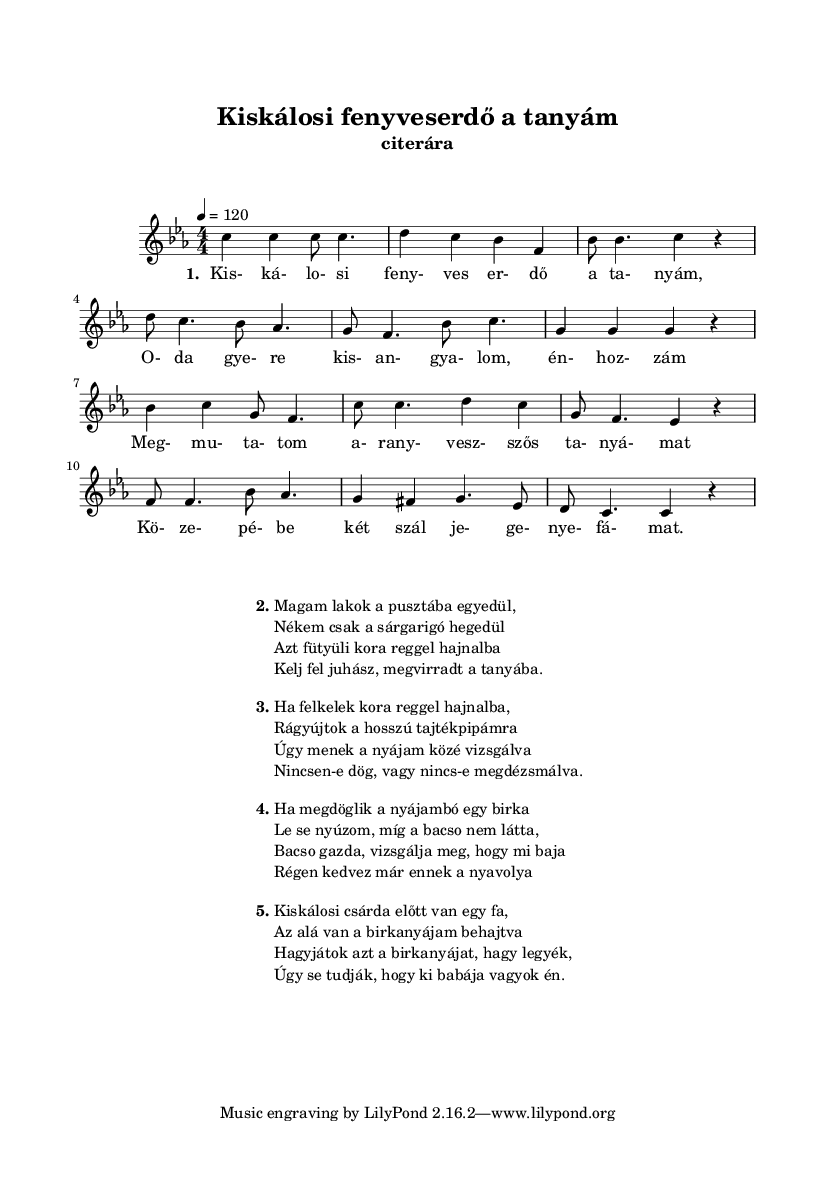 Kiskálosi fenyveserdő a tanyám
citerára
= 120
4
4
1. Kis- ká- lo- si feny- ves er- dő a ta- nyám,
4
O- da gye- re kis- an- gya- lom, én- hoz- zám
7
Meg- mu- ta- tom a- rany- vesz- szős ta- nyá- mat
10
Kö- ze- pé- be két szál je- ge- nye- fá- mat.
2. Magam lakok a pusztába egyedül,
Nékem csak a sárgarigó hegedül
Azt fütyüli kora reggel hajnalba
Kelj fel juhász, megvirradt a tanyába.
3. Ha felkelek kora reggel hajnalba,
Rágyújtok a hosszú tajtékpipámra
Úgy menek a nyájam közé vizsgálva
Nincsen-e dög, vagy nincs-e megdézsmálva.
4. Ha megdöglik a nyájambó egy birka
Le se nyúzom, míg a bacso nem látta,
Bacso gazda, vizsgálja meg, hogy mi baja
Régen kedvez már ennek a nyavolya
5. Kiskálosi csárda előtt van egy fa,
Az alá van a birkanyájam behajtva
Hagyjátok azt a birkanyájat, hagy legyék,
Úgy se tudják, hogy ki babája vagyok én.
Music engraving by LilyPond 2.16.2—www.lilypond.org